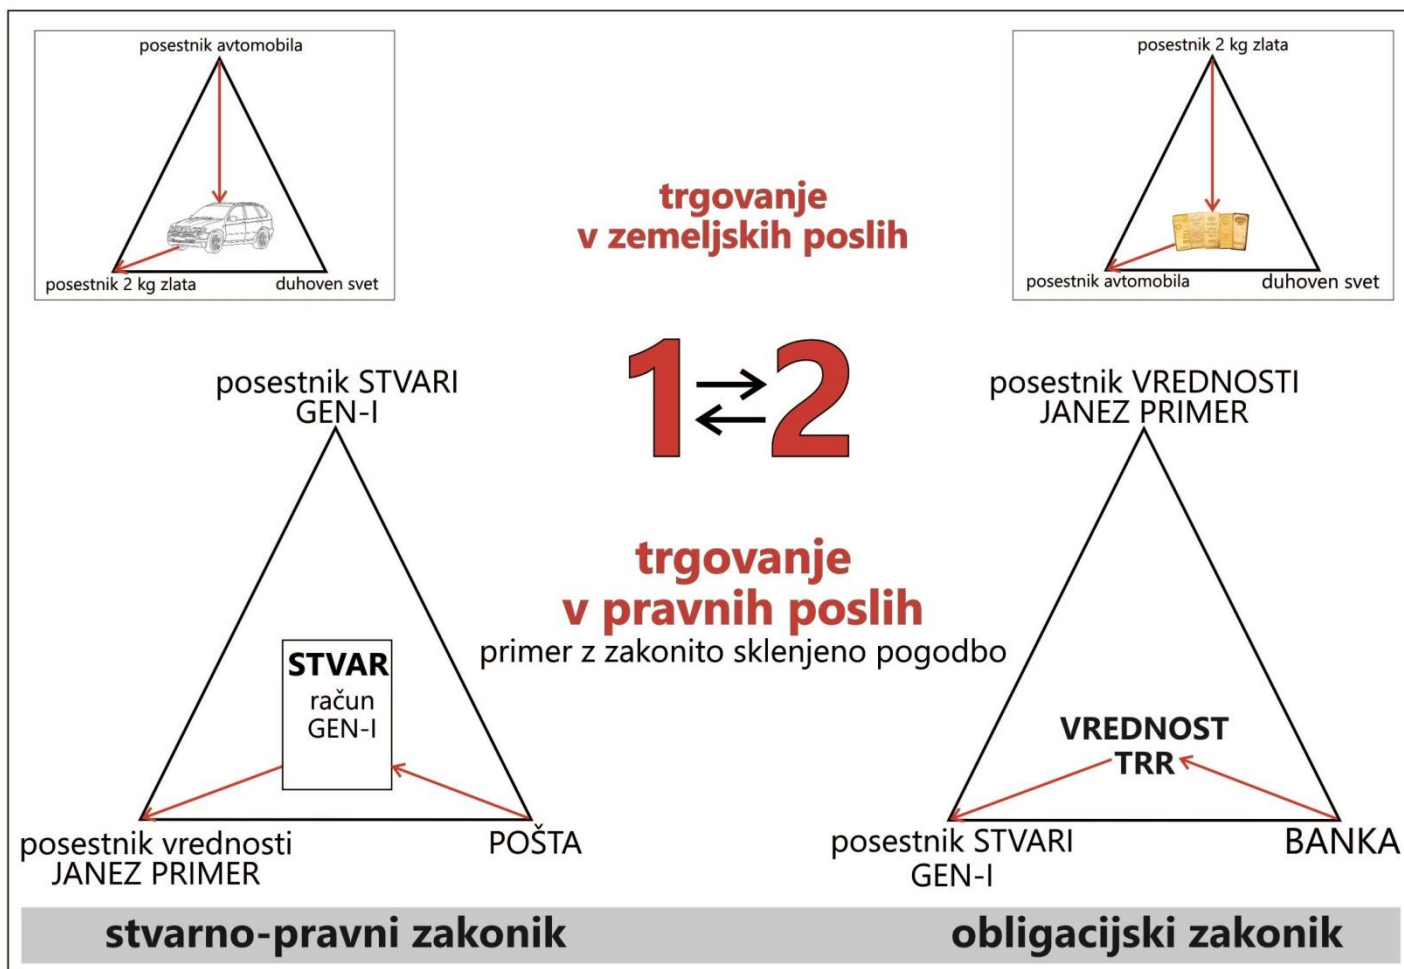 posestnik avtomobila
posestnik 2 kg zlata
duhoven svet
posestnik 2 kg zlata
posestnik avtomobila
duhoven svet
trgovanje
v zemeljskih poslih
1
2
posestnik STVARI
GEN-I
STVAR
račun
GEN-I
posestnik vrednosti
JANEZ PRIMER
POŠTA
posestnik VREDNOSTI
JANEZ PRIMER
VREDNOST
TRR
posestnik STVARI
GEN-I
BANKA
trgovanje
v pravnih poslih
primer z zakonito sklenjeno pogodbo
stvarno-pravni zakonik
obligacijski zakonik